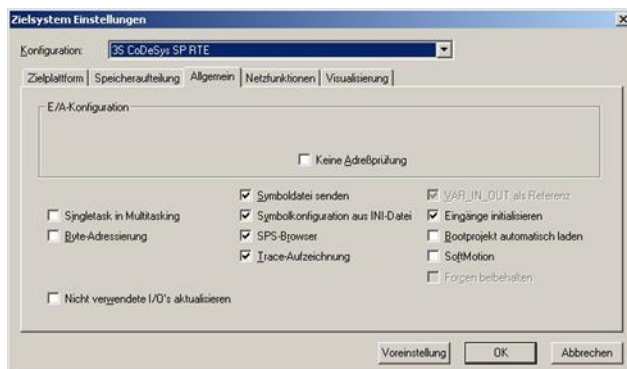 Zielsystem Einstellungen
Konfiguration: 3S CoDeSys SP RTE
Zielplattform Speicheraufteilung Allgemein Netzfunktionen Visualisierung
E/A-Konfiguration
Keine Adreßprüfung
Symboldatei senden VAR_IN_OUT als Referenz
Singletask in Multitasking Symbolkonfiguration aus INI-Datei Eingänge initialisieren
Byte-Adressierung SPS-Browser Bootprojekt automatisch laden
Trace-Aufzeichnung SoftMotion
Forcen beibehalten
Nicht verwendete I/O's aktualisieren
Voreinstellung OK Abbrechen